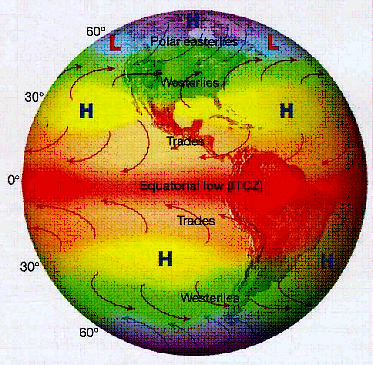 H
60°
L
Polar easterlies
L
Westerlies
30°
H
H
Trades
0°
Equatorial low (ITCZ)
Trades
H
H
30°
Westerlies
60°